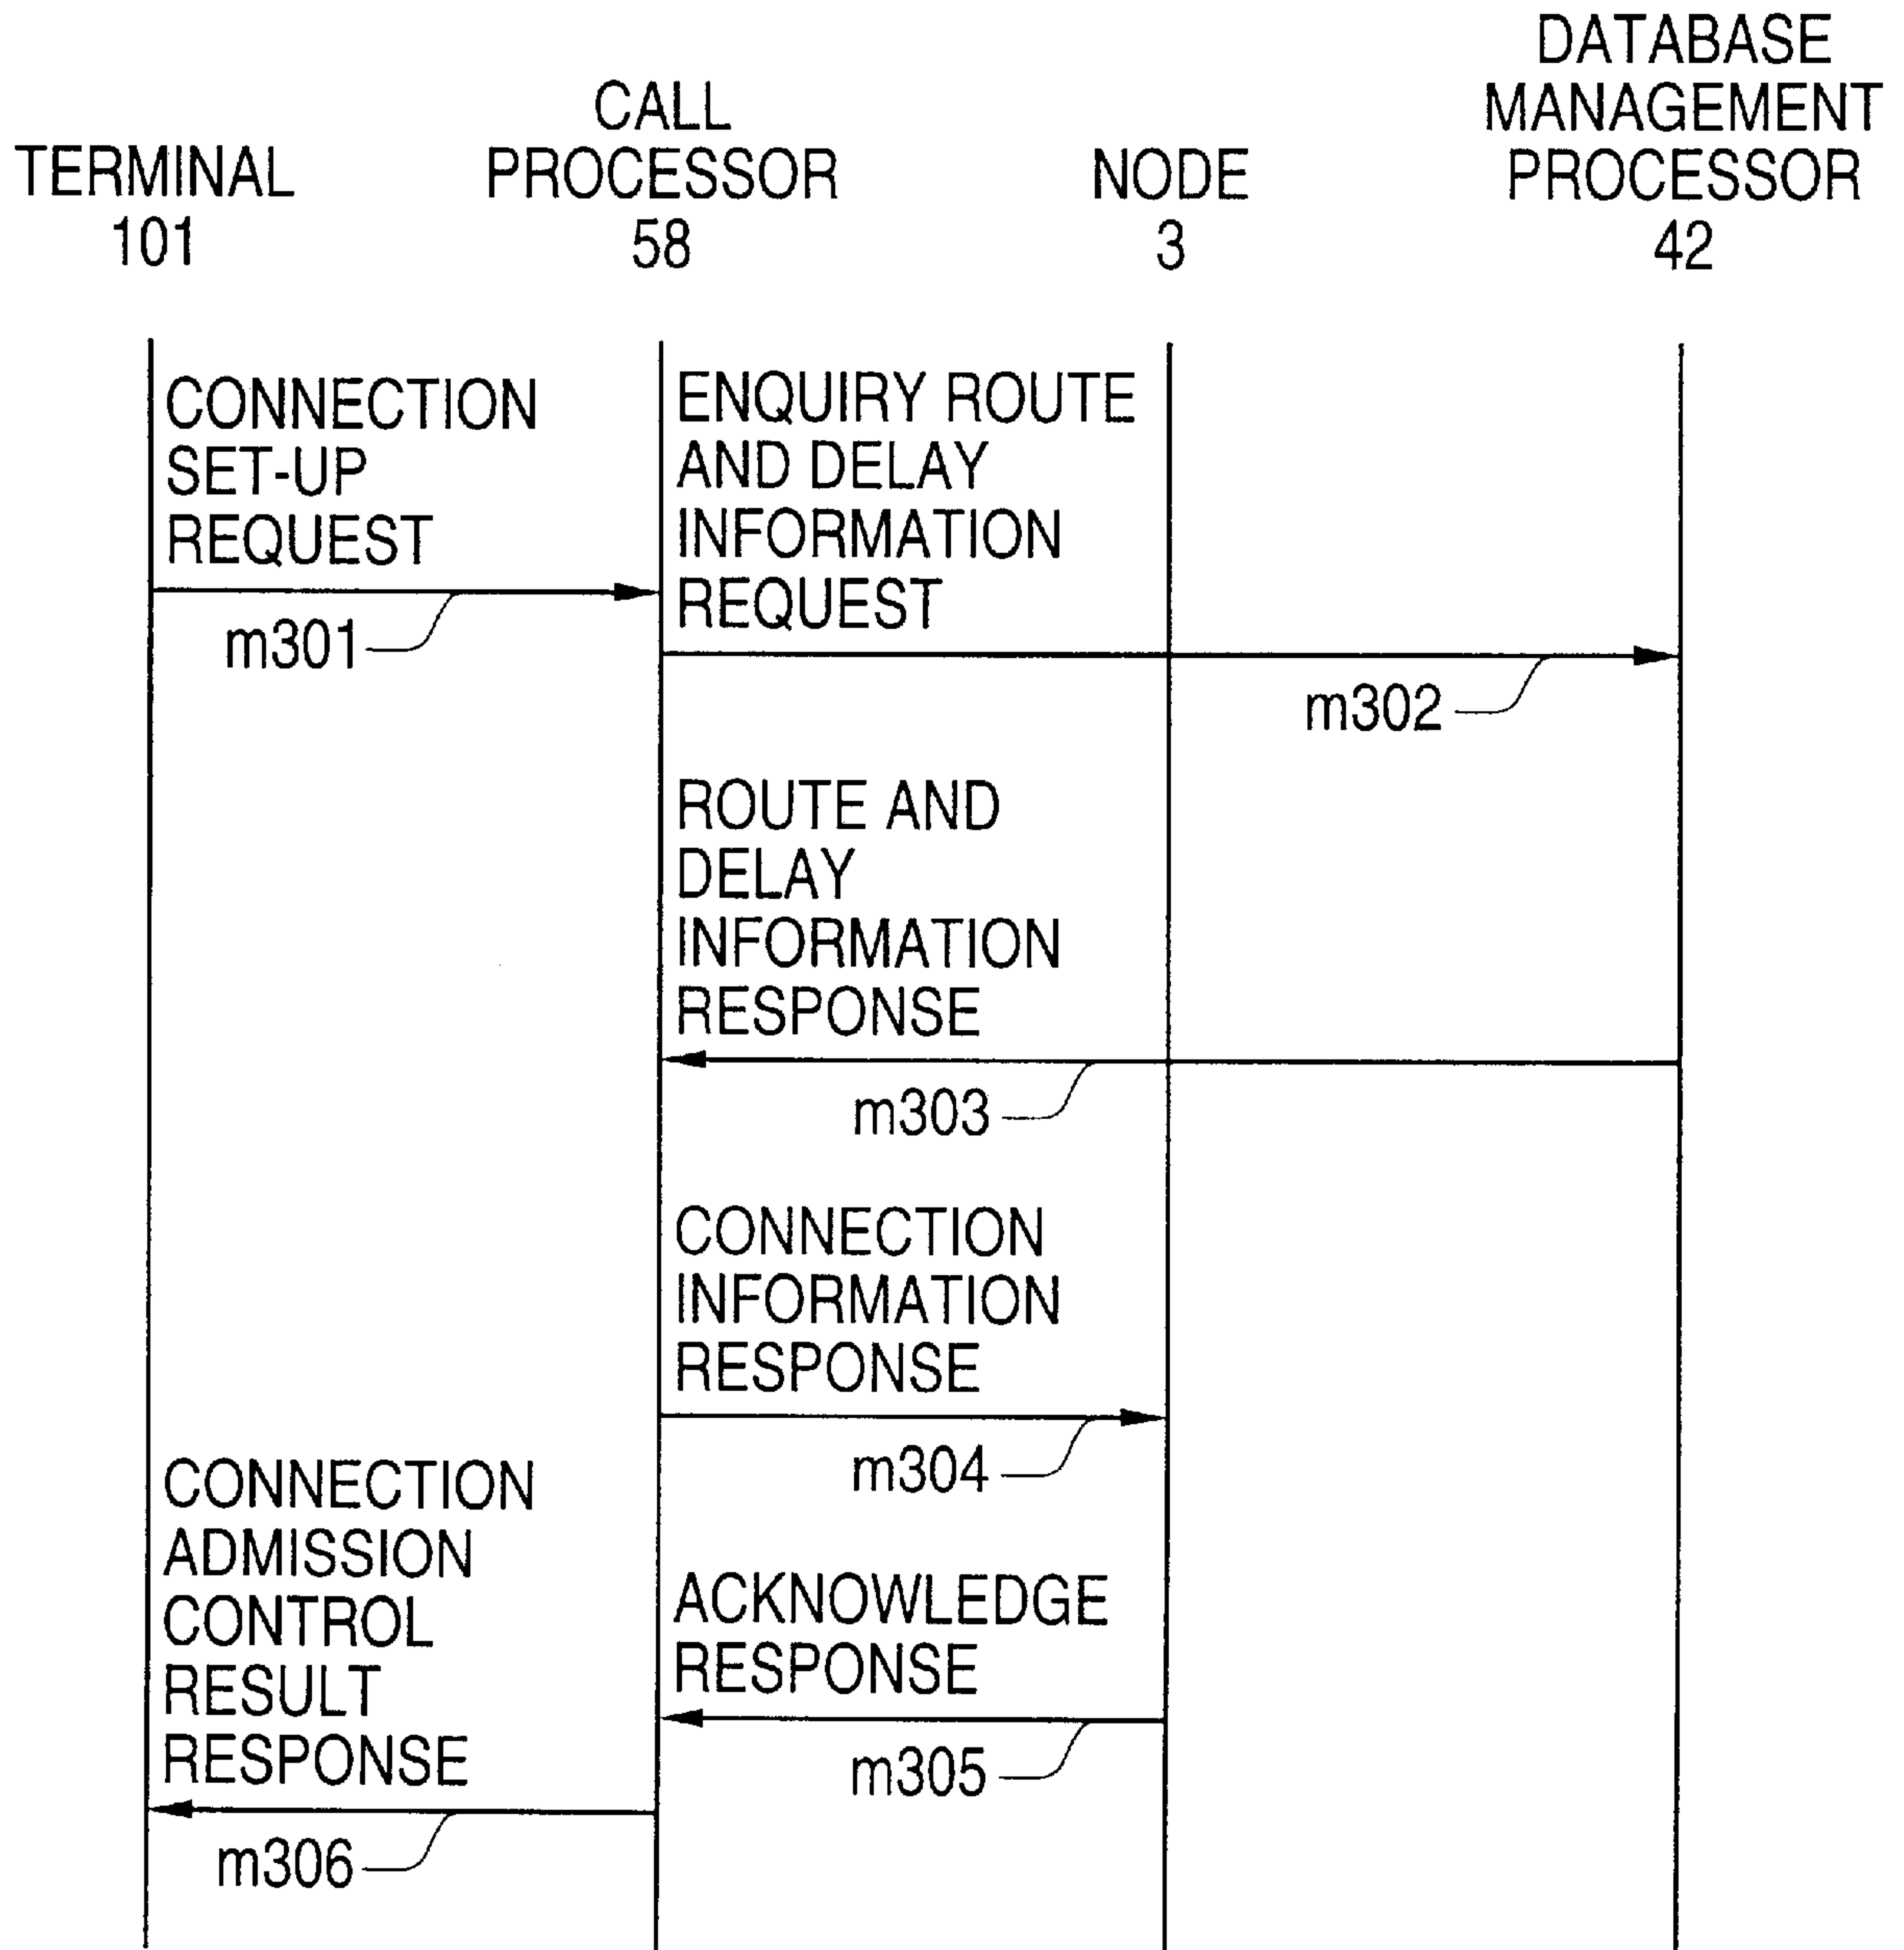 TERMINAL
101
CALL
PROCESSOR
58
NODE
3
DATABASE
MANAGEMENT
PROCESSOR
42
CONNECTION
SET-UP
REQUEST
m301
ENQUIRY ROUTE
AND DELAY
INFORMATION
REQUEST
m302
ROUTE AND
DELAY
INFORMATION
RESPONSE
m303
CONNECTION
INFORMATION
RESPONSE
m304
ACKNOWLEDGE
RESPONSE
m305
CONNECTION
ADMISSION
CONTROL
RESULT
RESPONSE
m306